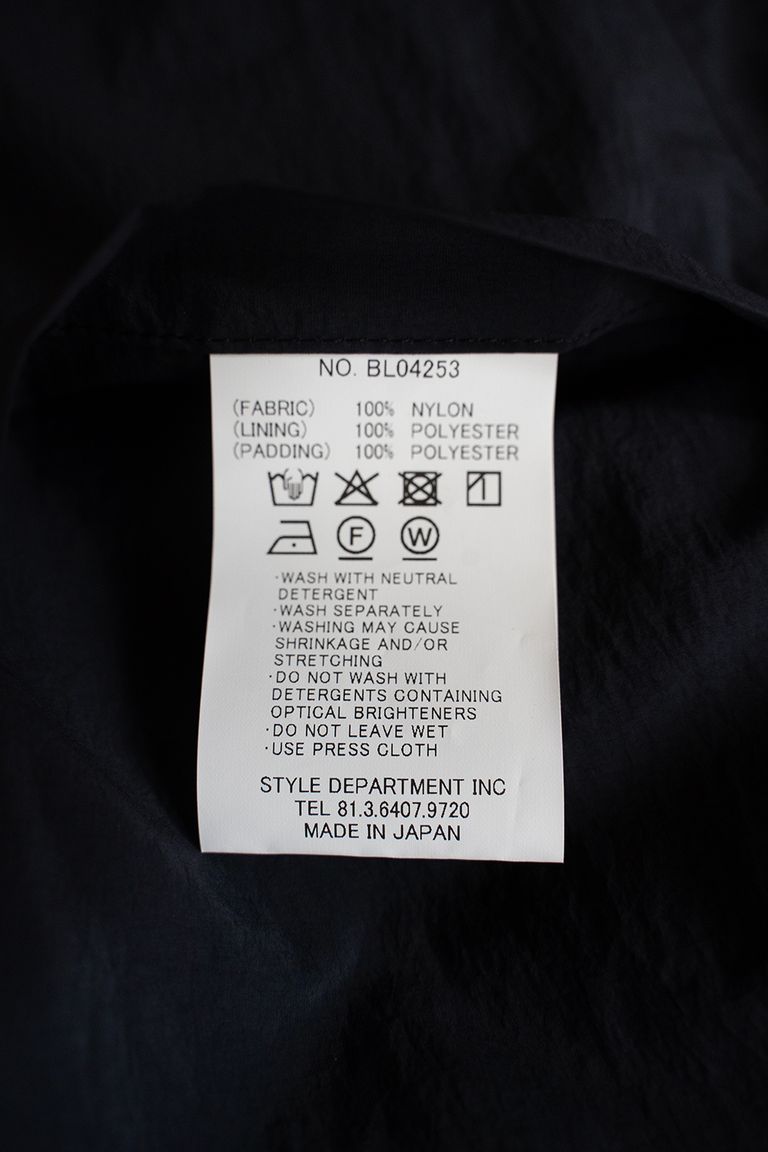 NO. BL04253
(FABRIC) 100% NYLON
(LINING) 100% POLYESTER
(PADDING) 100% POLYESTER
F W
·WASH WITH NEUTRAL
DETERGENT
·WASH SEPARATELY
·WASHING MAY CAUSE
SHRINKAGE AND/OR
STRETCHING
·DO NOT WASH WITH
DETERGENTS CONTAINING
OPTICAL BRIGHTENERS
·DO NOT LEAVE WET
·USE PRESS CLOTH
STYLE DEPARTMENT INC
TEL 81.3.6407.9720
MADE IN JAPAN